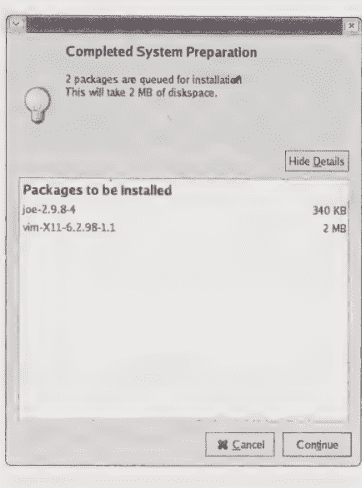 Completed System Preparation
2 packages are queued for installation
This will take 2 MB of diskspace.
Hide Details
Packages to be Installed
joe-2.9.8-4 340 KB
vim-X11-6.2.98-1.1 2 MB
Cancel
Continue